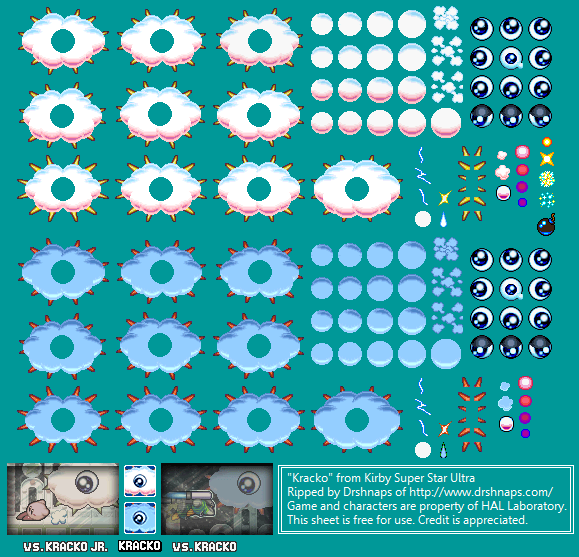 "Kracko" from Kirby Super Star Ultra
Ripped by Drshnaps of http://www.drshnaps.com/
Game and characters are property of HAL Laboratory.
This sheet is free for use. Credit is appreciated.
VS.KRACKO JR.
KRACKO
VS.KRACKO